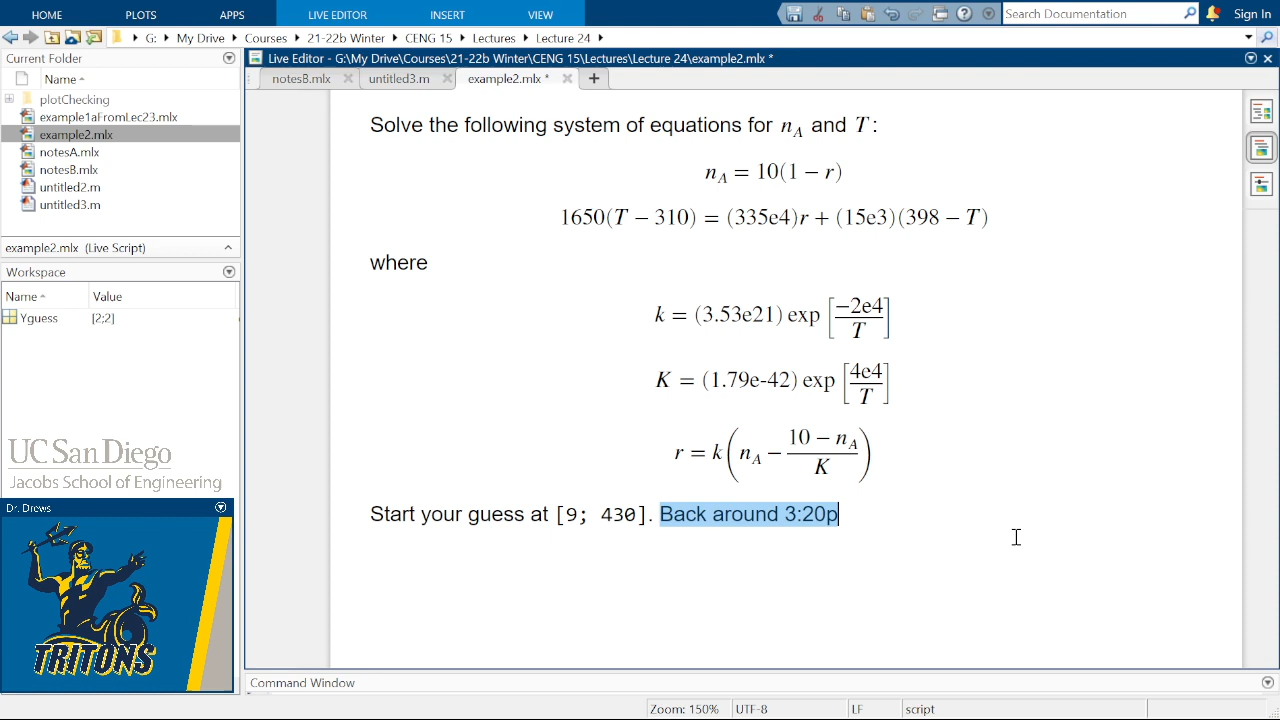 HOME PLOTS APPS LIVE EDITOR INSERT VIEW Search Documentation Sign In
G: My Drive Courses 21-22b Winter CENG 15 Lectures Lecture 24
Current Folder
Name
plotChecking
example1aFromLec23.mlx
example2.mlx
notesA.mlx
notesB.mlx
untitled2.m
untitled3.m
example2.mlx (Live Script)
Workspace
Name Value
Yguess [2;2]
UC San Diego
Jacobs School of Engineering
Dr. Drews
TRITONS
Live Editor - G:\My Drive\Courses\21-22b Winter\CENG 15\Lectures\Lecture 24\example2.mlx *
notesB.mlx untitled3.m example2.mlx * +
Solve the following system of equations for n_A and T:
n_A = 10(1 − r)
1650(T − 310) = (335e4)r + (15e3)(398 − T)
where
k = (3.53e21) exp [−2e4/T]
K = (1.79e-42) exp [4e4/T]
r = k(n_A − (10 − n_A)/K)
Start your guess at [9; 430]. Back around 3:20p
Command Window
Zoom: 150% UTF-8 LF script